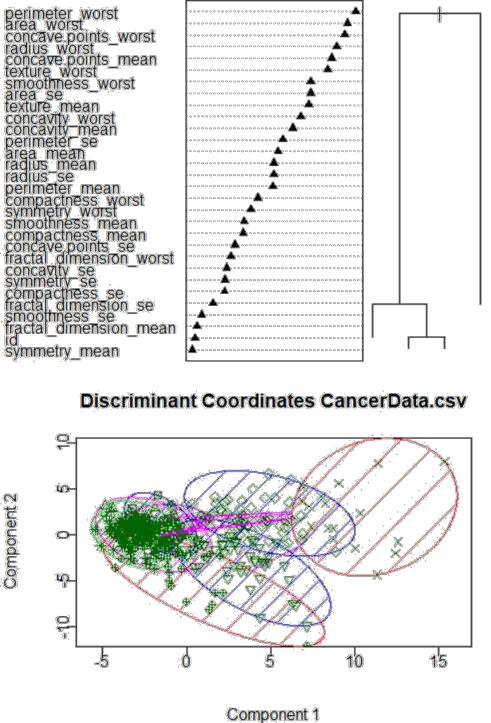 perimeter_worst
area_worst
concave.points_worst
radius_worst
concave.points_mean
texture_worst
smoothness_worst
area_se
texture_mean
concavity_worst
concavity_mean
perimeter_se
area_mean
radius_mean
radius_se
perimeter_mean
compactness_worst
symmetry_worst
smoothness_mean
compactness_mean
concave.points_se
fractal_dimension_worst
concavity_se
symmetry_se
compactness_se
fractal_dimension_se
smoothness_se
fractal_dimension_mean
id
symmetry_mean
Discriminant Coordinates CancerData.csv
Component 2
10
5
0
-5
-10
-5
0
5
10
15
Component 1